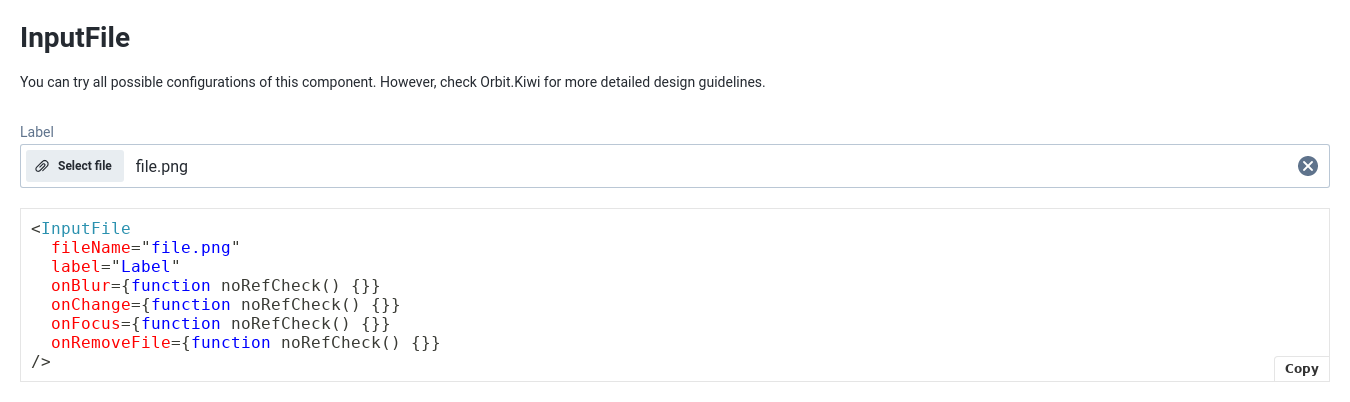 InputFile
You can try all possible configurations of this component. However, check Orbit.Kiwi for more detailed design guidelines.
Label
Select file file.png
<InputFile
  fileName="file.png"
  label="Label"
  onBlur={function noRefCheck() {}}
  onChange={function noRefCheck() {}}
  onFocus={function noRefCheck() {}}
  onRemoveFile={function noRefCheck() {}}
/>
Copy